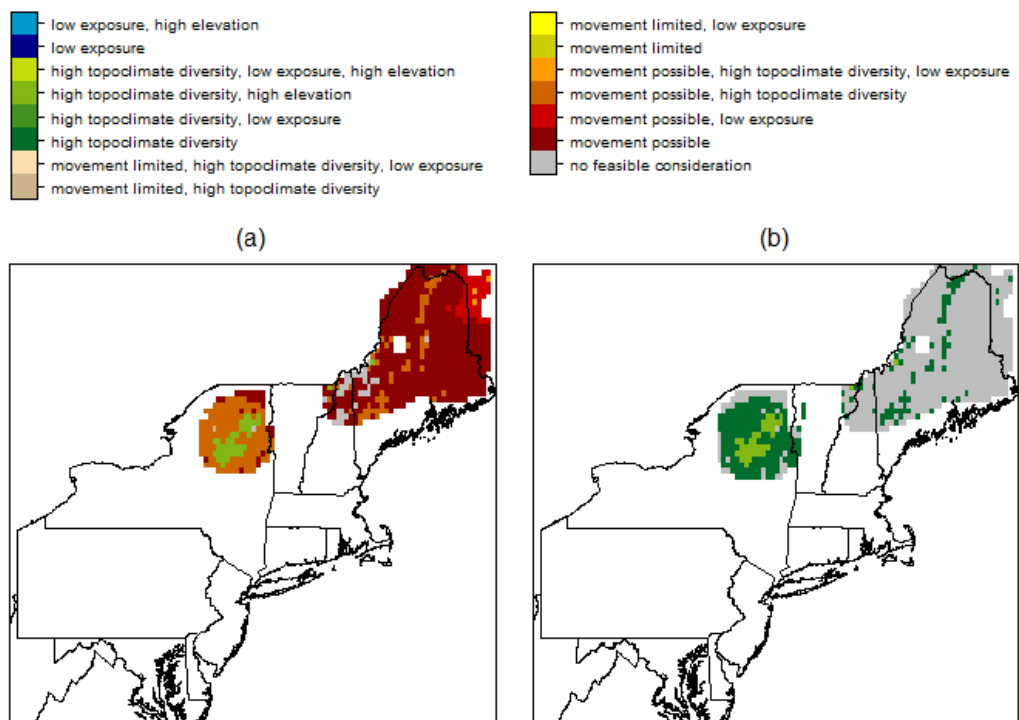 low exposure, high elevation
low exposure
high topoclimate diversity, low exposure, high elevation
high topoclimate diversity, high elevation
high topoclimate diversity, low exposure
high topoclimate diversity
movement limited, high topoclimate diversity, low exposure
movement limited, high topoclimate diversity
movement limited, low exposure
movement limited
movement possible, high topoclimate diversity, low exposure
movement possible, high topoclimate diversity
movement possible, low exposure
movement possible
no feasible consideration
(a)
(b)